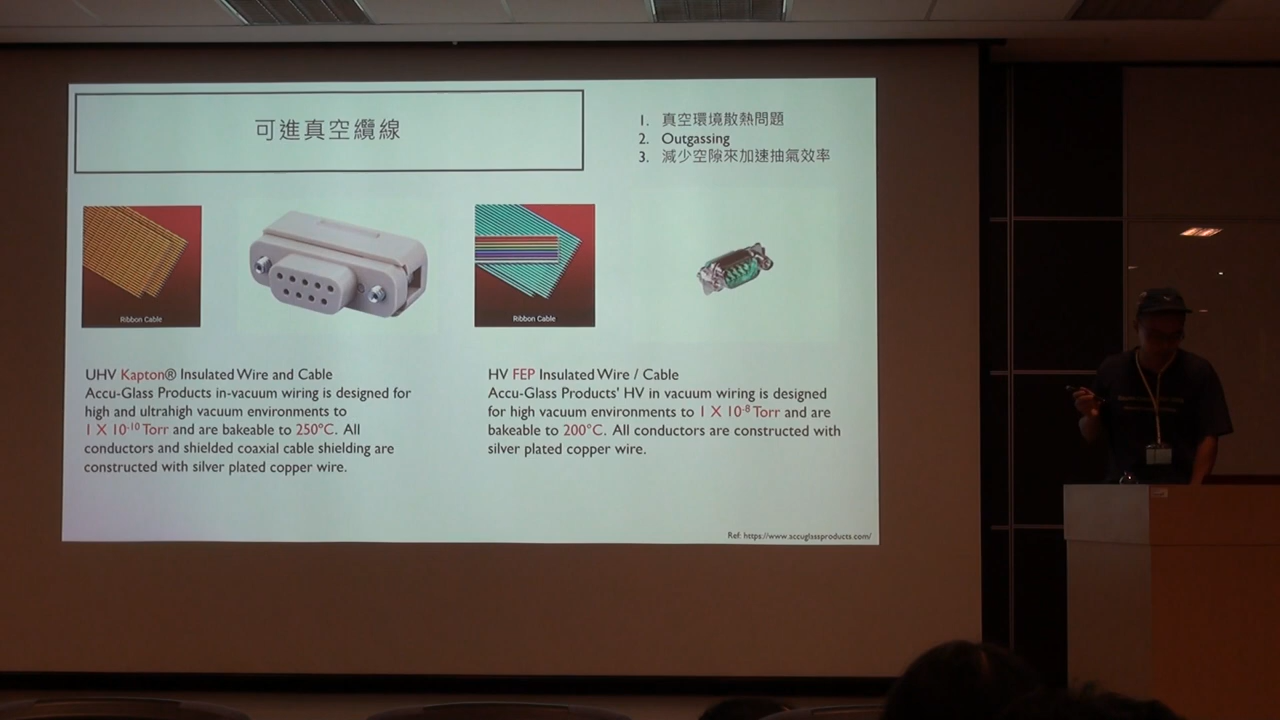 可進真空纜線
1. 真空環境散熱問題
2. Outgassing
3. 減少空隙來加速抽氣效率
Ribbon Cable
Ribbon Cable
UHV Kapton® Insulated Wire and Cable
Accu-Glass Products in-vacuum wiring is designed for
high and ultrahigh vacuum environments to
1 X 10⁻¹⁰ Torr and are bakeable to 250°C. All
conductors and shielded coaxial cable shielding are
constructed with silver plated copper wire.
HV FEP Insulated Wire / Cable
Accu-Glass Products' HV in vacuum wiring is designed
for high vacuum environments to 1 X 10⁻⁸ Torr and are
bakeable to 200°C. All conductors are constructed with
silver plated copper wire.
Ref: https://www.accuglassproducts.com/